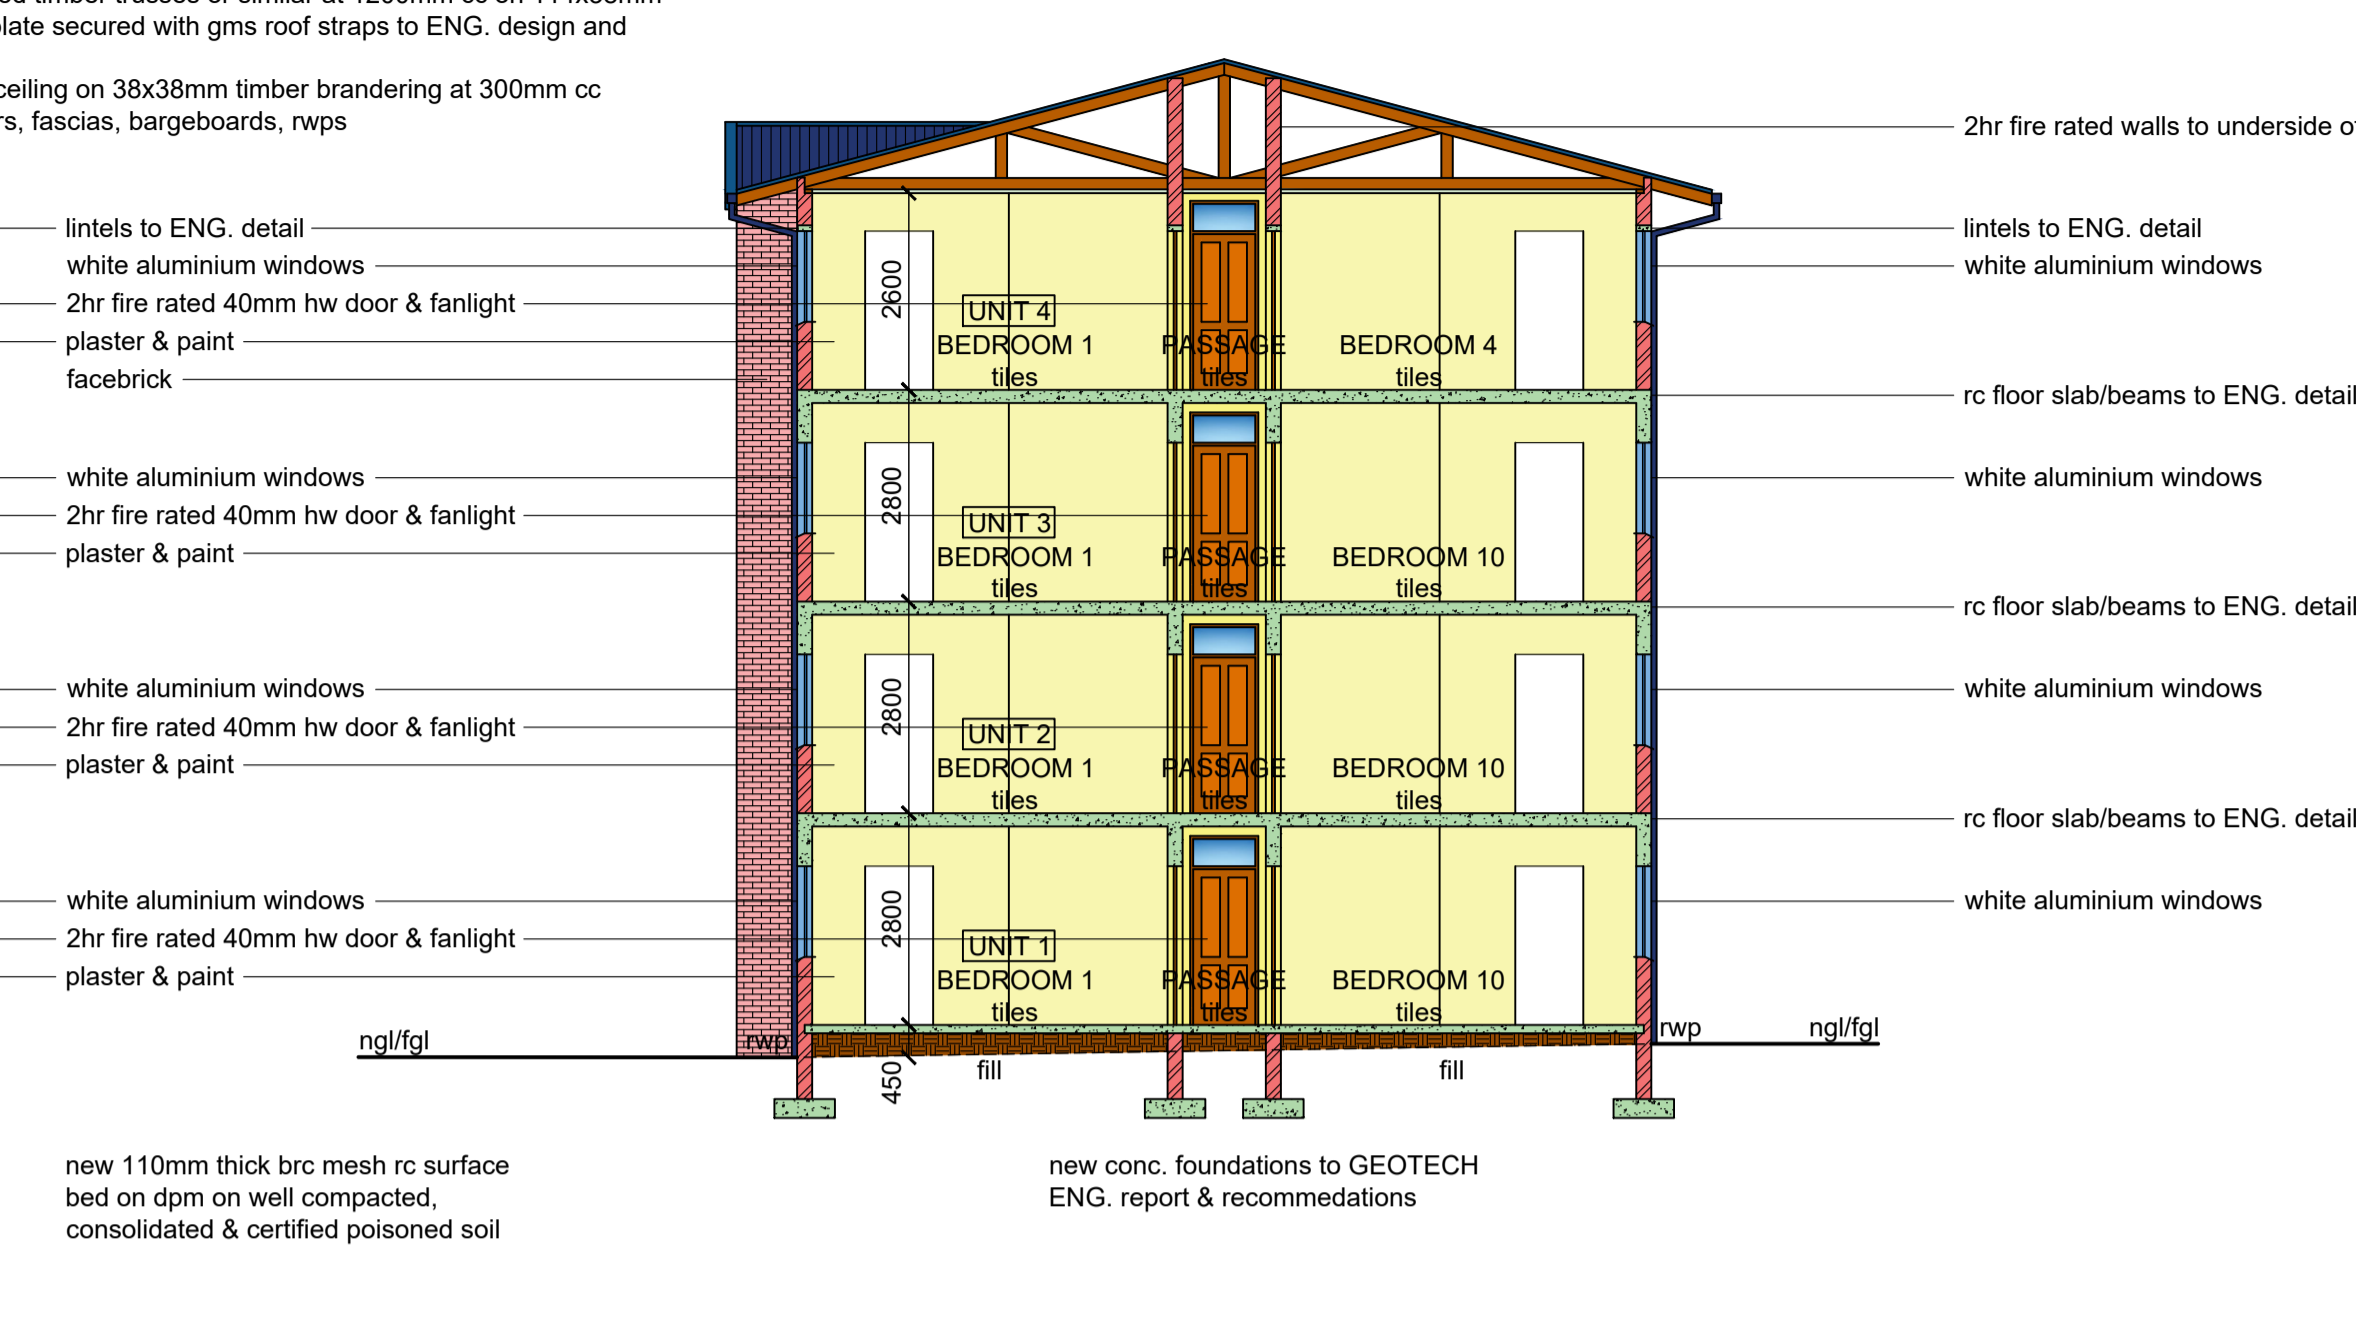 late secured with gms roof straps to ENG. design and
ceiling on 38x38mm timber brandering at 300mm cc
rs, fascias, bargeboards, rwps
2hr fire rated walls to underside of
lintels to ENG. detail
white aluminium windows
2hr fire rated 40mm hw door & fanlight
plaster & paint
facebrick
white aluminium windows
2hr fire rated 40mm hw door & fanlight
plaster & paint
white aluminium windows
2hr fire rated 40mm hw door & fanlight
plaster & paint
white aluminium windows
2hr fire rated 40mm hw door & fanlight
plaster & paint
2600
UNIT 4
BEDROOM 1
tiles
PASSAGE
tiles
BEDROOM 4
tiles
2800
UNIT 3
BEDROOM 1
tiles
PASSAGE
tiles
BEDROOM 10
tiles
2800
UNIT 2
BEDROOM 1
tiles
PASSAGE
tiles
BEDROOM 10
tiles
2800
UNIT 1
BEDROOM 1
tiles
PASSAGE
tiles
BEDROOM 10
tiles
lintels to ENG. detail
white aluminium windows
rc floor slab/beams to ENG. detail
white aluminium windows
rc floor slab/beams to ENG. detail
white aluminium windows
rc floor slab/beams to ENG. detail
white aluminium windows
ngl/fgl
rwp
450
fill
fill
rwp
ngl/fgl
new 110mm thick brc mesh rc surface
bed on dpm on well compacted,
consolidated & certified poisoned soil
new conc. foundations to GEOTECH
ENG. report & recommedations